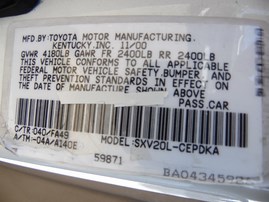 MFD.BY:TOYOTA MOTOR MANUFACTURING
KENTUCKY,INC. 11/00
GVWR 4180LB GAWR FR 2400LB RR 2400LB
THIS VEHICLE CONFORMS TO ALL APPLICABLE
FEDERAL MOTOR VEHICLE SAFETY,BUMPER,AND
THEFT PREVENTION STANDARDS IN EFFECT ON
THE DATE OF MANUFACTURE SHOWN ABOVE.
PASS.CAR
C/TR:040/FA49
A/TM:-04A/A140E
MODEL:SXV20L-CEPDKA
59871